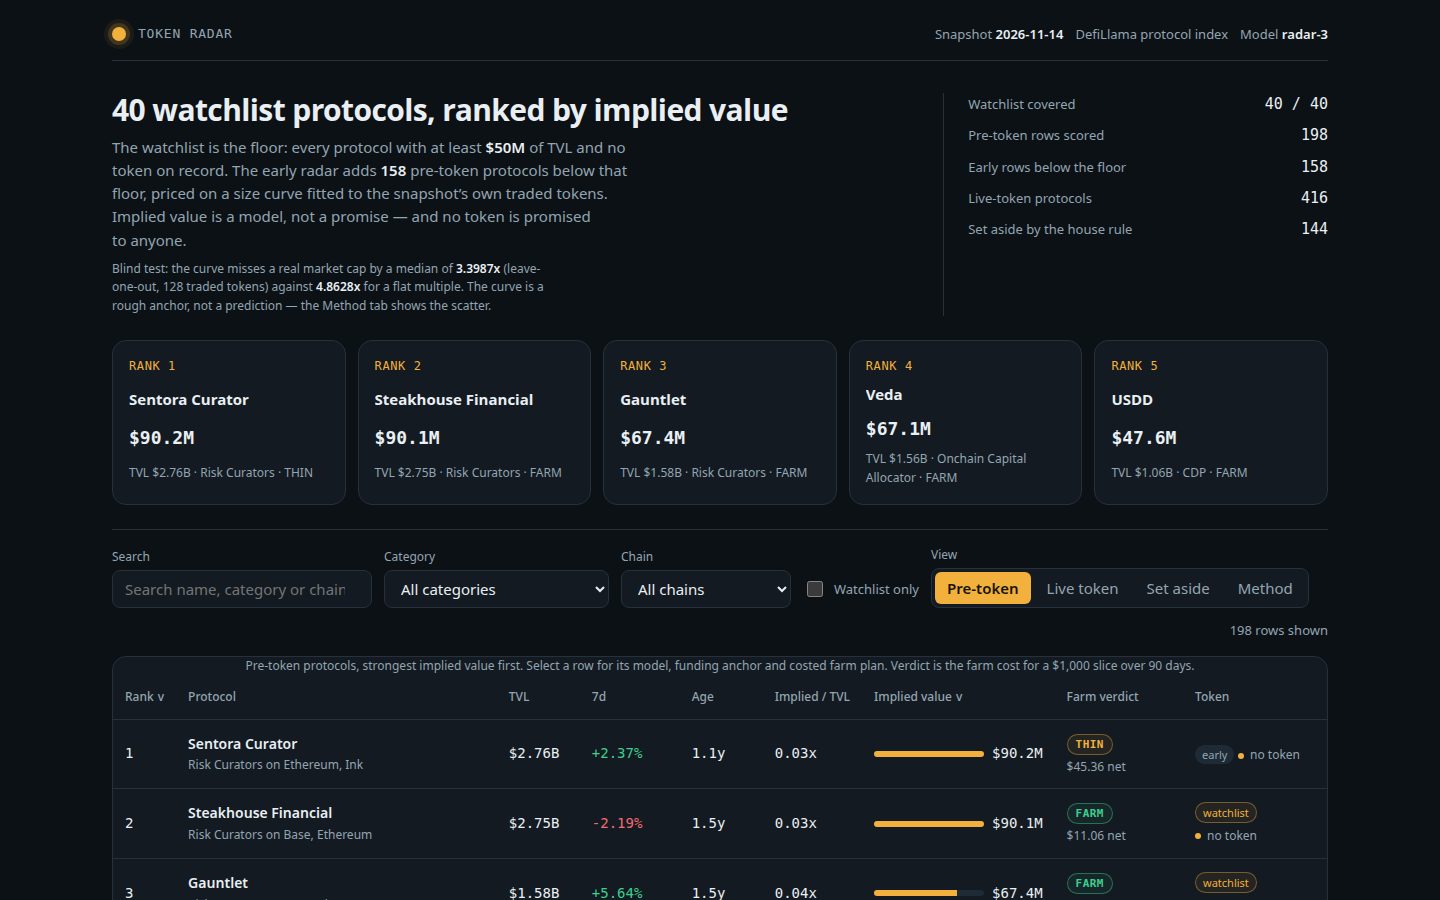 TOKEN RADAR
Snapshot 2026-11-14 DefiLlama protocol index Model radar-3
40 watchlist protocols, ranked by implied value
The watchlist is the floor: every protocol with at least $50M of TVL and no
token on record. The early radar adds 158 pre-token protocols below that
floor, priced on a size curve fitted to the snapshot's own traded tokens.
Implied value is a model, not a promise — and no token is promised
to anyone.
Blind test: the curve misses a real market cap by a median of 3.3987x (leave-
one-out, 128 traded tokens) against 4.8628x for a flat multiple. The curve is a
rough anchor, not a prediction — the Method tab shows the scatter.
Watchlist covered 40 / 40
Pre-token rows scored 198
Early rows below the floor 158
Live-token protocols 416
Set aside by the house rule 144
RANK 1
Sentora Curator
$90.2M
TVL $2.76B · Risk Curators · THIN
RANK 2
Steakhouse Financial
$90.1M
TVL $2.75B · Risk Curators · FARM
RANK 3
Gauntlet
$67.4M
TVL $1.58B · Risk Curators · FARM
RANK 4
Veda
$67.1M
TVL $1.56B · Onchain Capital
Allocator · FARM
RANK 5
USDD
$47.6M
TVL $1.06B · CDP · FARM
Search
Search name, category or chain
Category
All categories
Chain
All chains
Watchlist only
View
Pre-token Live token Set aside Method
198 rows shown
Pre-token protocols, strongest implied value first. Select a row for its model, funding anchor and costed farm plan. Verdict is the farm cost for a $1,000 slice over 90 days.
Rank v Protocol TVL 7d Age Implied / TVL Implied value v Farm verdict Token
1 Sentora Curator $2.76B +2.37% 1.1y 0.03x $90.2M THIN early no token
Risk Curators on Ethereum, Ink $45.36 net
2 Steakhouse Financial $2.75B -2.19% 1.5y 0.03x $90.1M FARM watchlist
Risk Curators on Base, Ethereum $11.06 net no token
3 Gauntlet $1.58B +5.64% 1.5y 0.04x $67.4M FARM watchlist